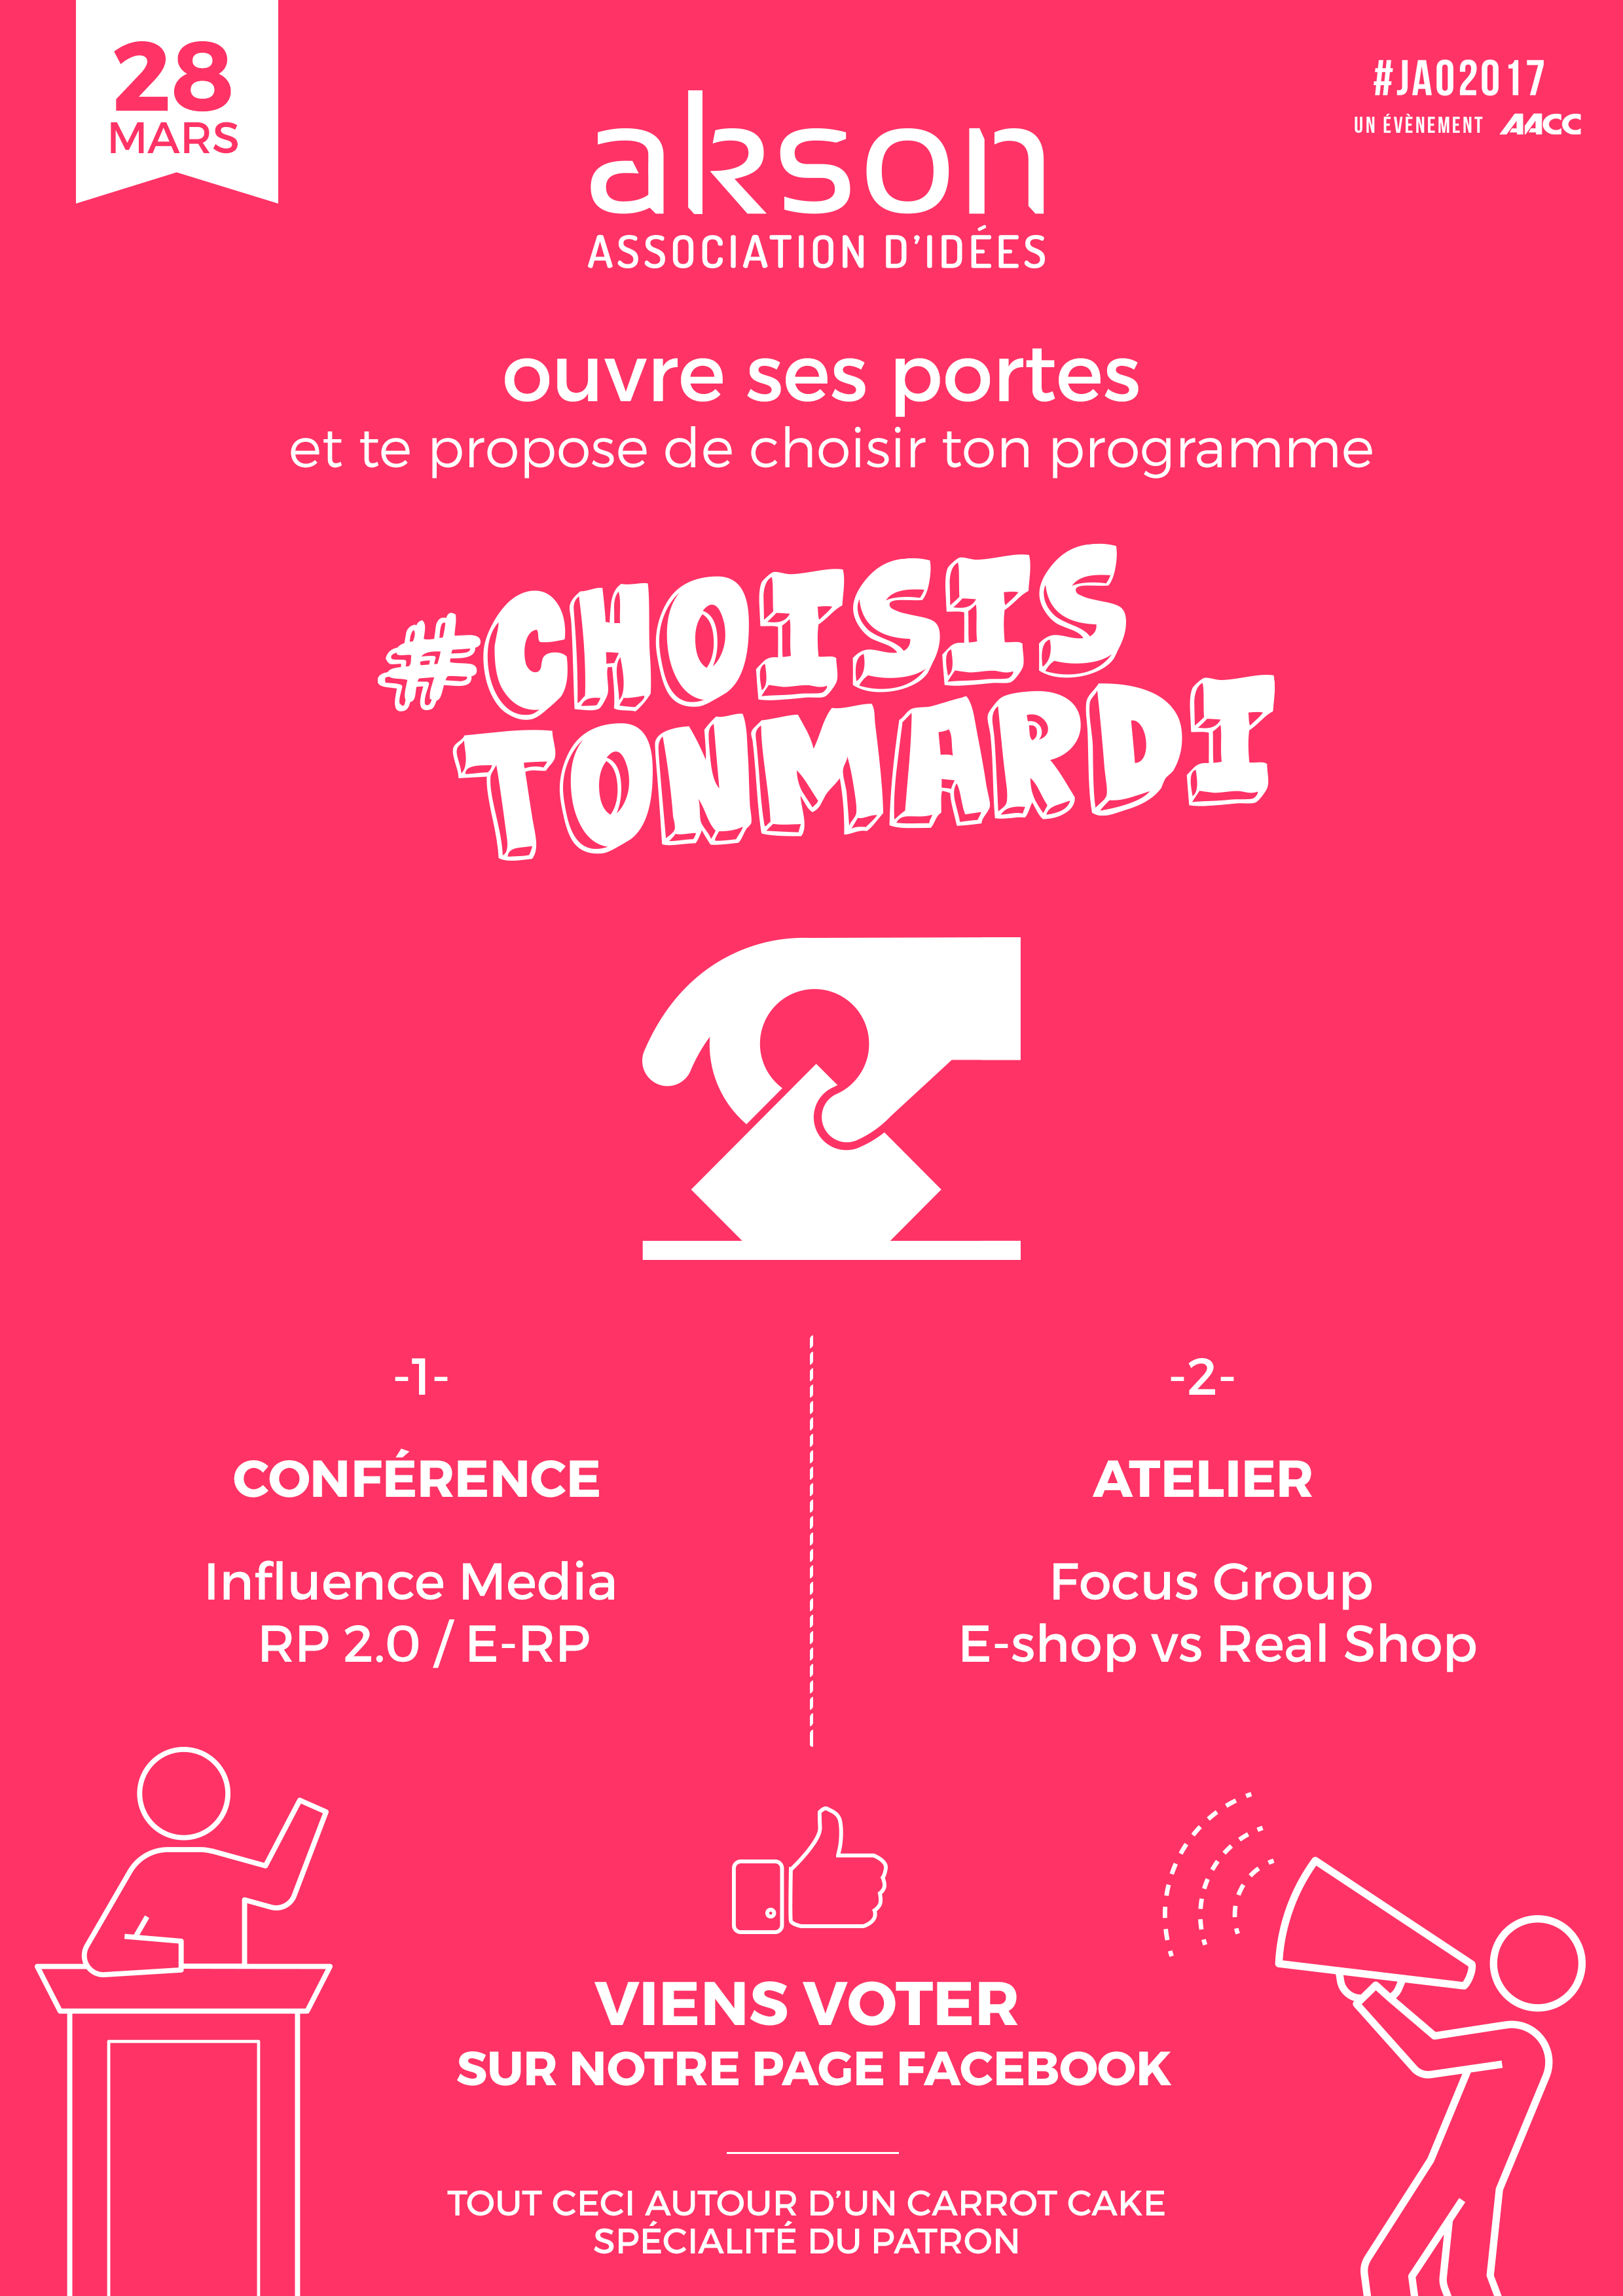 28
MARS
#JAO2017
UN ÉVÈNEMENT AACC
akson
ASSOCIATION D'IDÉES
ouvre ses portes
et te propose de choisir ton programme
#CHOISIS
TONMARDI
-1-
CONFÉRENCE
Influence Media
RP 2.0 / E-RP
-2-
ATELIER
Focus Group
E-shop vs Real Shop
VIENS VOTER
SUR NOTRE PAGE FACEBOOK
TOUT CECI AUTOUR D'UN CARROT CAKE
SPÉCIALITÉ DU PATRON